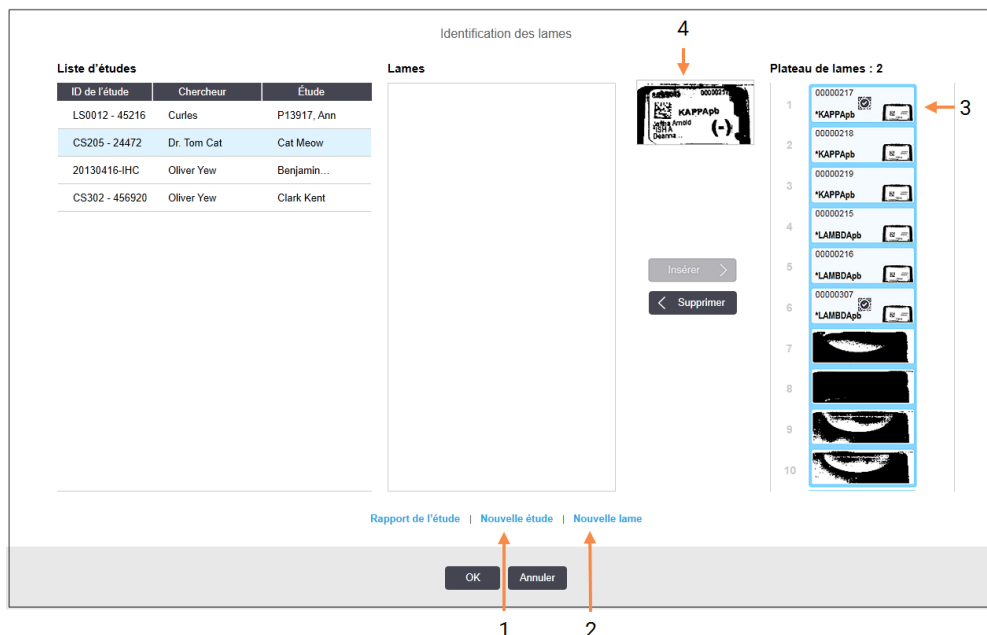 Identification des lames
4
Liste d'études
Lames
Plateau de lames : 2
ID de l'étude Chercheur Étude
LS0012 - 45216 Curles P13917, Ann
CS205 - 24472 Dr. Tom Cat Cat Meow
20130416-IHC Oliver Yew Benjamin...
CS302 - 456920 Oliver Yew Clark Kent
KAPPApb
Arnold
(-)
Deanna...
Insérer
Supprimer
1
00000217
*KAPPApb
3
2
00000218
*KAPPApb
3
00000219
*KAPPApb
4
00000215
*LAMBDApb
5
00000216
*LAMBDApb
6
00000307
*LAMBDApb
7
8
9
10
Rapport de l'étude | Nouvelle étude | Nouvelle lame
OK
Annuler
1
2